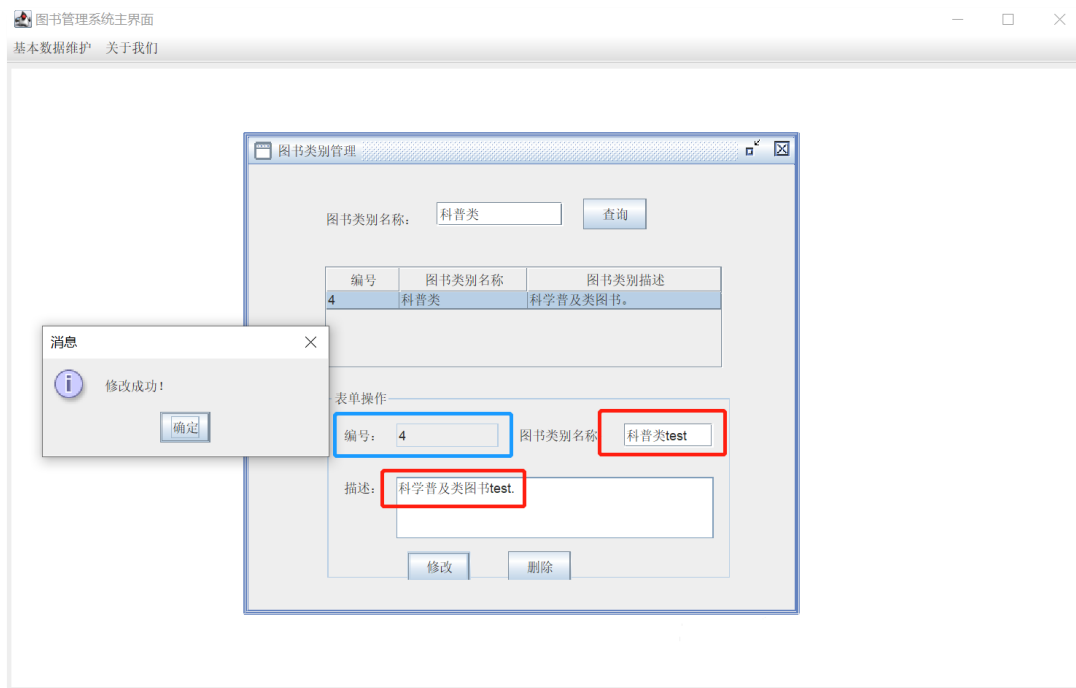 图书管理系统主界面
基本数据维护 关于我们
图书类别管理
图书类别名称： 科普类 查询
编号 图书类别名称 图书类别描述
4 科普类 科学普及类图书。
消息
修改成功！
确定
表单操作
编号： 4 图书类别名称 科普类test
描述： 科学普及类图书test.
修改 删除